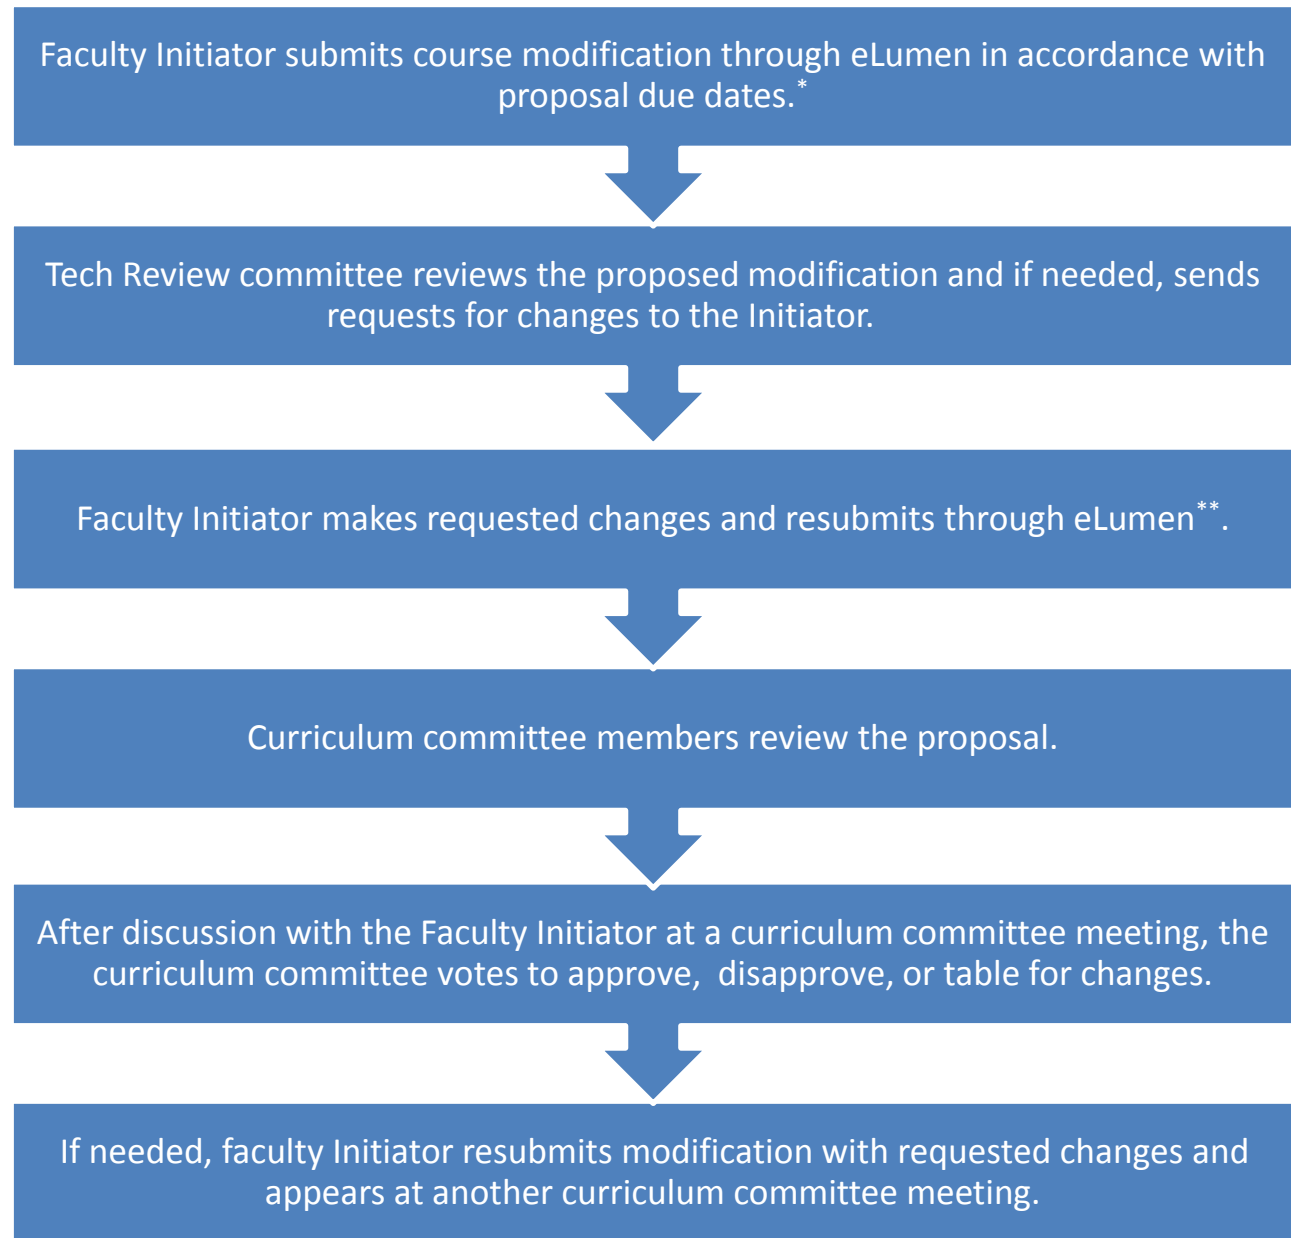 Faculty Initiator submits course modification through eLumen in accordance with
proposal due dates.*
Tech Review committee reviews the proposed modification and if needed, sends
requests for changes to the Initiator.
Faculty Initiator makes requested changes and resubmits through eLumen**.
Curriculum committee members review the proposal.
After discussion with the Faculty Initiator at a curriculum committee meeting, the
curriculum committee votes to approve,  disapprove, or table for changes.
If needed, faculty Initiator resubmits modification with requested changes and
appears at another curriculum committee meeting.